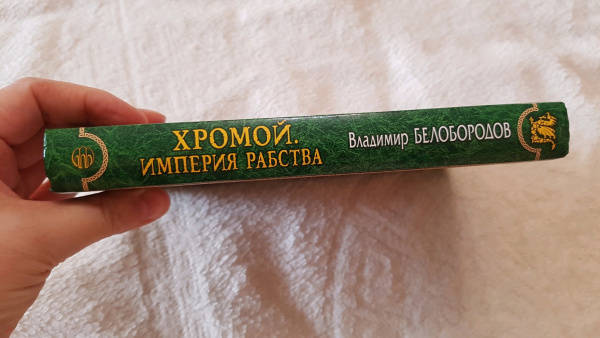 ХРОМОЙ.
ИМПЕРИЯ РАБСТВА
Владимир БЕЛОБОРОДОВ